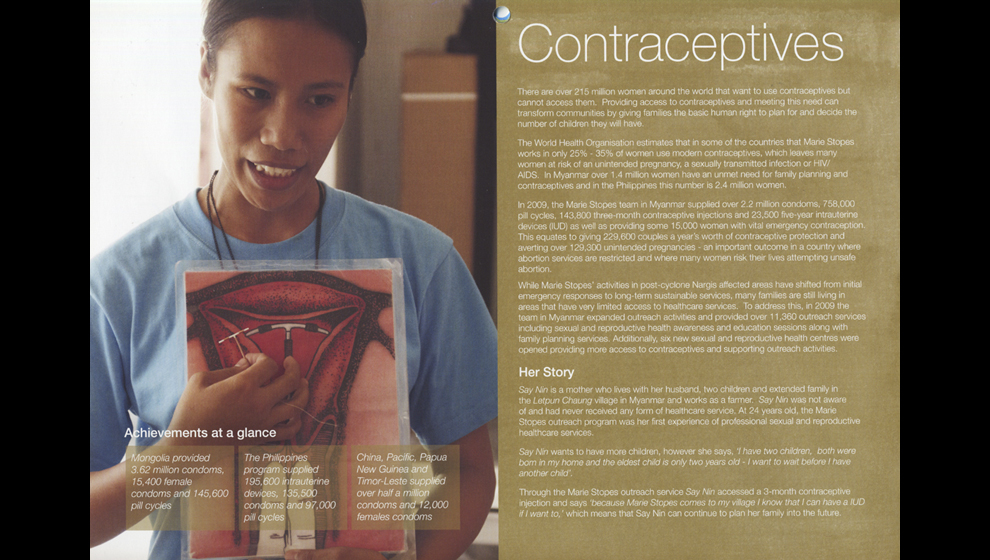 Achievements at a glance
Mongolia provided
3.62 million condoms,
15,400 female
condoms and 145,600
pill cycles
The Philippines
program supplied
195,600 intrauterine
devices, 135,500
condoms and 97,000
pill cycles
China, Pacific, Papua
New Guinea and
Timor-Leste supplied
over half a million
condoms and 12,000
females condoms
Contraceptives
There are over 215 million women around the world that want to use contraceptives but
cannot access them. Providing access to contraceptives and meeting this need can
transform communities by giving families the basic human right to plan for and decide the
number of children they will have.
The World Health Organisation estimates that in some of the countries that Marie Stopes
works in only 25% - 35% of women use modern contraceptives, which leaves many
women at risk of an unintended pregnancy, a sexually transmitted infection or HIV/
AIDS. In Myanmar over 1.4 million women have an unmet need for family planning and
contraceptives and in the Philippines this number is 2.4 million women.
In 2009, the Marie Stopes team in Myanmar supplied over 2.2 million condoms, 758,000
pill cycles, 143,800 three-month contraceptive injections and 23,500 five-year intrauterine
devices (IUD) as well as providing some 15,000 women with vital emergency contraception.
This equates to giving 229,600 couples a year's worth of contraceptive protection and
averting over 129,300 unintended pregnancies - an important outcome in a country where
abortion services are restricted and where many women risk their lives attempting unsafe
abortion.
While Marie Stopes' activities in post-cyclone Nargis affected areas have shifted from initial
emergency responses to long-term sustainable services, many families are still living in
areas that have very limited access to healthcare services. To address this, in 2009 the
team in Myanmar expanded outreach activities and provided over 11,360 outreach services
including sexual and reproductive health awareness and education sessions along with
family planning services. Additionally, six new sexual and reproductive health centres were
opened providing more access to contraceptives and supporting outreach activities.
Her Story
Say Nin is a mother who lives with her husband, two children and extended family in
the Letpun Chaung village in Myanmar and works as a farmer. Say Nin was not aware
of and had never received any form of healthcare service. At 24 years old, the Marie
Stopes outreach program was her first experience of professional sexual and reproductive
healthcare services.
Say Nin wants to have more children, however she says, 'I have two children, both were
born in my home and the eldest child is only two years old - I want to wait before I have
another child'.
Through the Marie Stopes outreach service Say Nin accessed a 3-month contraceptive
injection and says 'because Marie Stopes comes to my village I know that I can have a IUD
if I want to,' which means that Say Nin can continue to plan her family into the future.